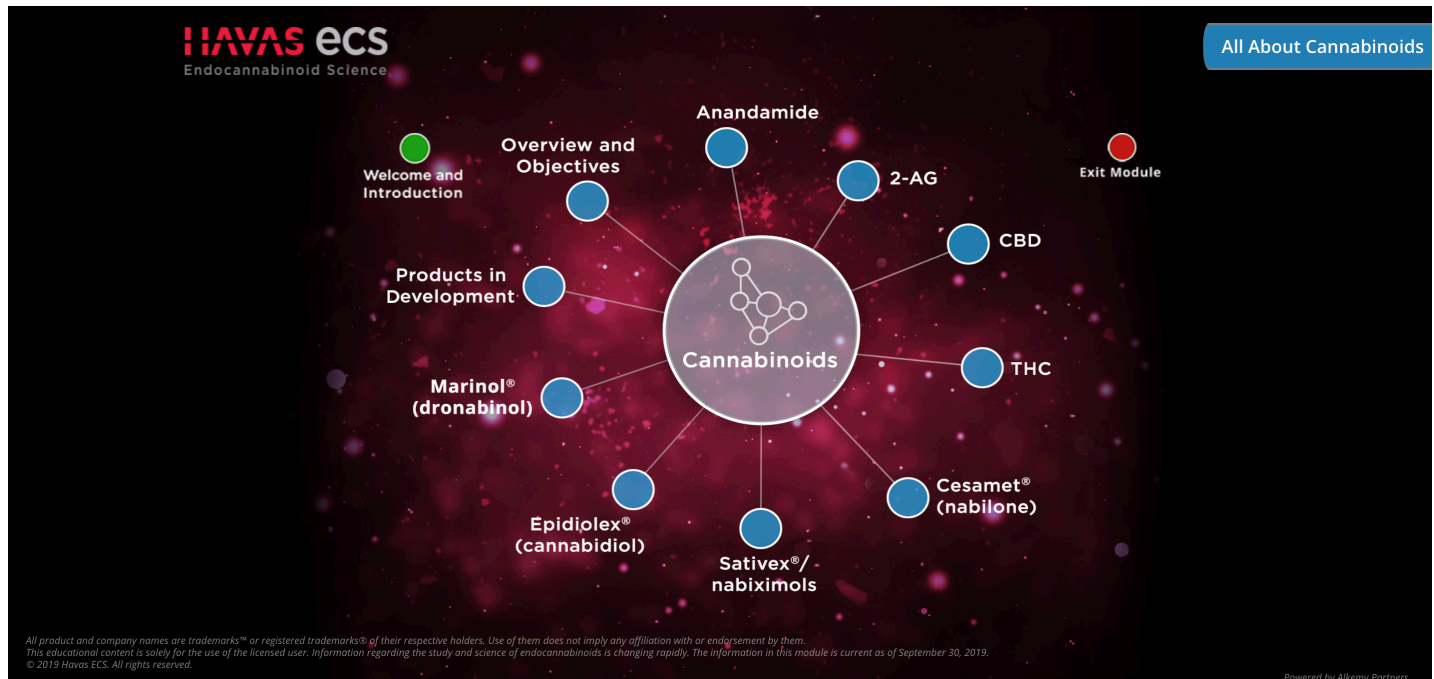 HAVAS ecs
Endocannabinoid Science
All About Cannabinoids
Anandamide
Overview and
Objectives
2-AG
Welcome and
Introduction
Exit Module
CBD
Products in
Development
Cannabinoids
THC
Marinol®
(dronabinol)
Cesamet®
(nabilone)
Epidiolex®
(cannabidiol)
Sativex®/
nabiximols
All product and company names are trademarks™ or registered trademarks® of their respective holders. Use of them does not imply any affiliation with or endorsement by them.
This educational content is solely for the use of the licensed user. Information regarding the study and science of endocannabinoids is changing rapidly. The information in this module is current as of September 30, 2019.
© 2019 Havas ECS. All rights reserved.
Powered by Alkemy Partners